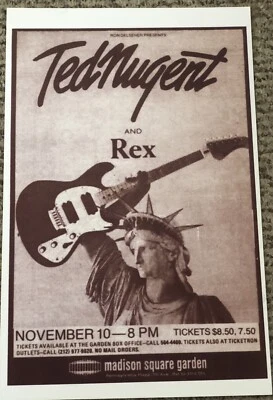 RON DELSENER PRESENTS
Ted Nugent
AND
Rex
NOVEMBER 10—8 PM TICKETS $8.50, 7.50
TICKETS AVAILABLE AT THE GARDEN BOX OFFICE—CALL 564-4400. TICKETS ALSO AT TICKETRON
OUTLETS—CALL (212) 977-9020. NO MAIL ORDERS.
madison square garden